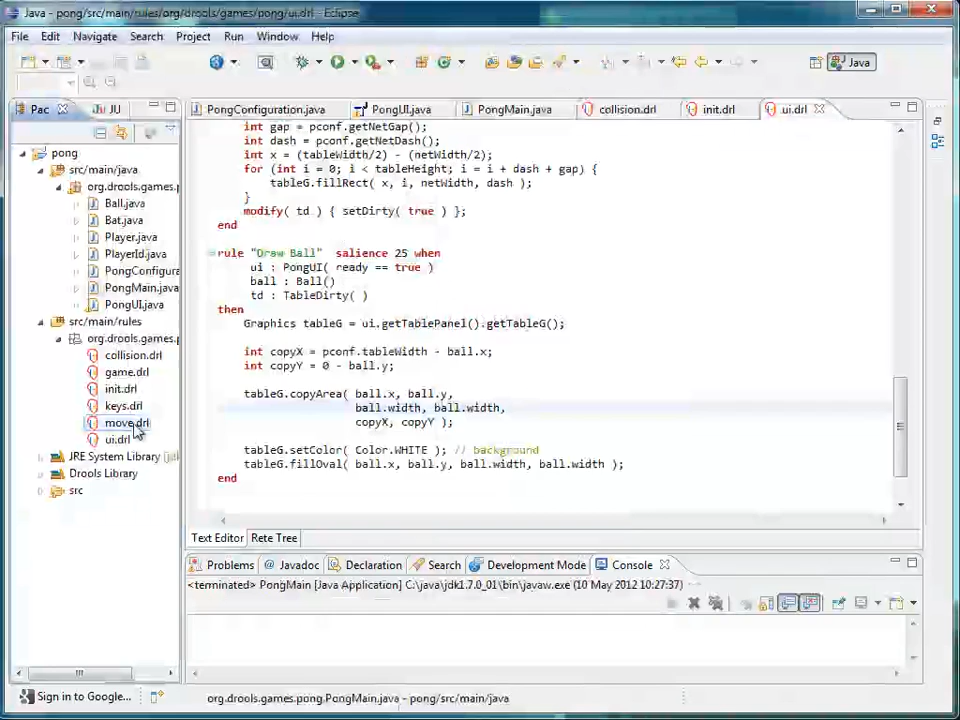 Java - pong/src/main/rules/org/drools/games/pong/ui.drl - Eclipse
File Edit Navigate Search Project Run Window Help
Java
Pac JU PongConfiguration.java PongUI.java PongMain.java collision.drl init.drl ui.drl
pong
src/main/java
org.drools.games.p
Ball.java
Bat.java
Player.java
PlayerId.java
PongConfigura
PongMain.java
PongUI.java
src/main/rules
org.drools.games.p
collision.drl
game.drl
init.drl
keys.drl
move.drl
ui.drl
JRE System Library [jd
Drools Library
src
int gap = pconf.getNetGap();
int dash = pconf.getNetDash();
int x = (tableWidth/2) - (netWidth/2);
for (int i = 0; i < tableHeight; i = i + dash + gap) {
tableG.fillRect( x, i, netWidth, dash );
}
modify( td ) { setDirty( true ) };
end
rule "Draw Ball" salience 25 when
ui : PongUI( ready == true )
ball : Ball()
td : TableDirty( )
then
Graphics tableG = ui.getTablePanel().getTableG();
int copyX = pconf.tableWidth - ball.x;
int copyY = 0 - ball.y;
tableG.copyArea( ball.x, ball.y,
ball.width, ball.width,
copyX, copyY );
tableG.setColor( Color.WHITE ); // background
tableG.fillOval( ball.x, ball.y, ball.width, ball.width );
end
Text Editor Rete Tree
Problems Javadoc Declaration Search Development Mode Console
<terminated> PongMain [Java Application] C:\java\jdk1.7.0_01\bin\javaw.exe (10 May 2012 10:27:37)
Sign in to Google... org.drools.games.pong.PongMain.java - pong/src/main/java